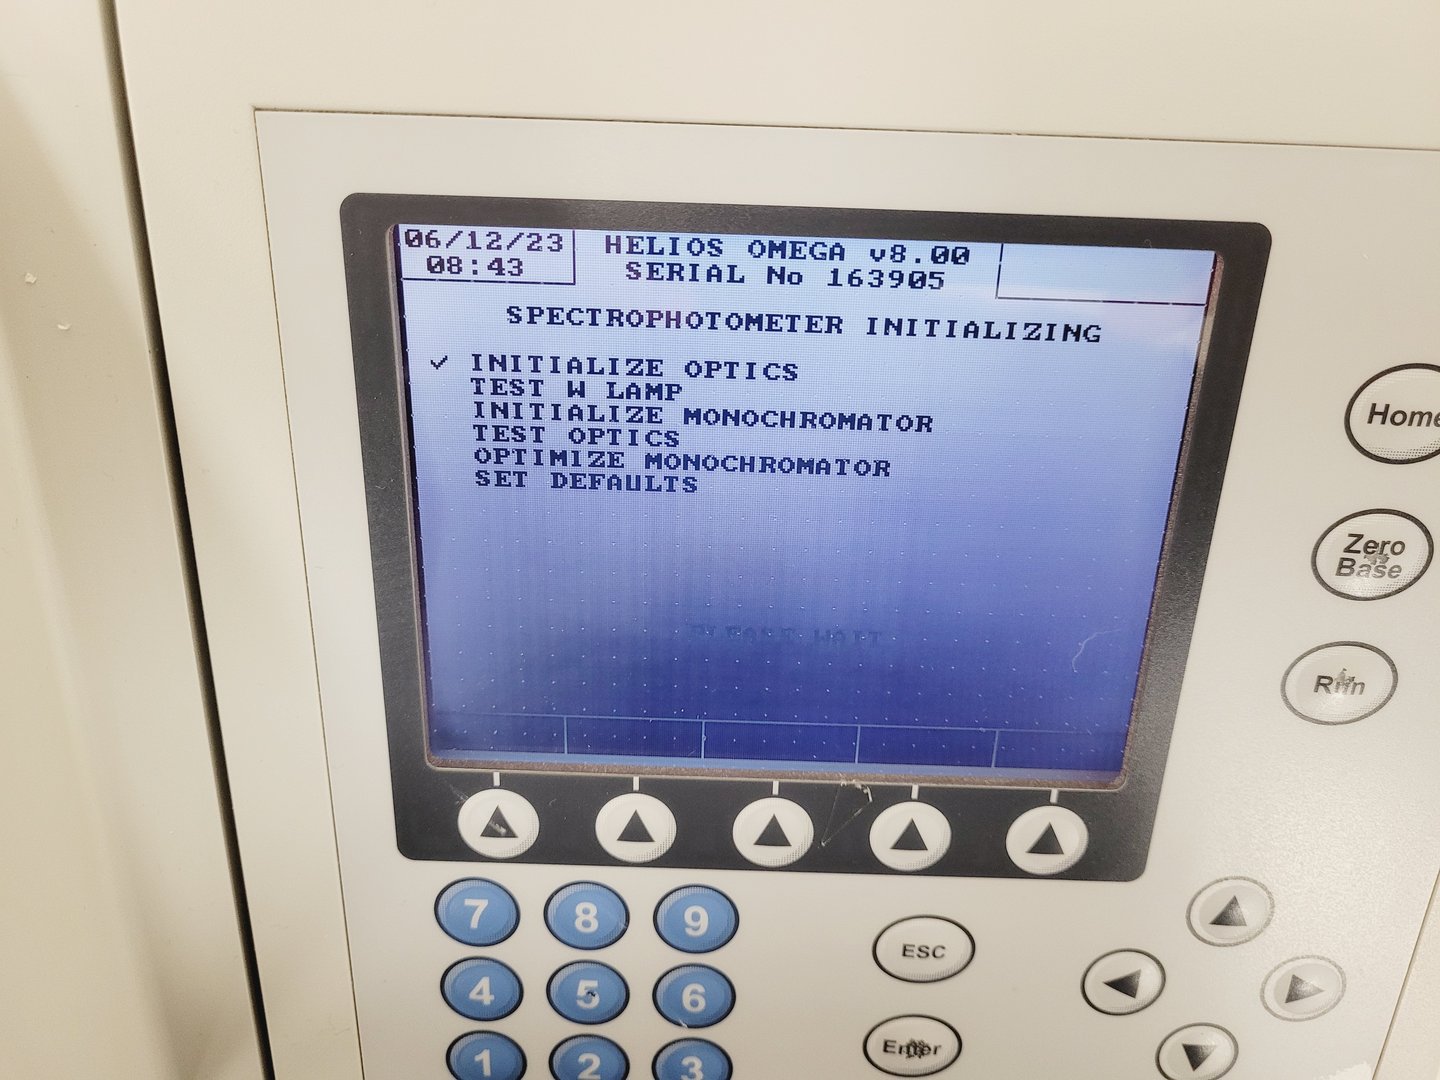 06/12/23
08:43
HELIOS OMEGA v8.00
SERIAL No 163905
SPECTROPHOTOMETER INITIALIZING
✓ INITIALIZE OPTICS
TEST W LAMP
INITIALIZE MONOCHROMATOR
TEST OPTICS
OPTIMIZE MONOCHROMATOR
SET DEFAULTS
PLEASE WAIT
Home
Zero
Base
Run
7 8 9
4 5 6
1 2 3
ESC
Enter